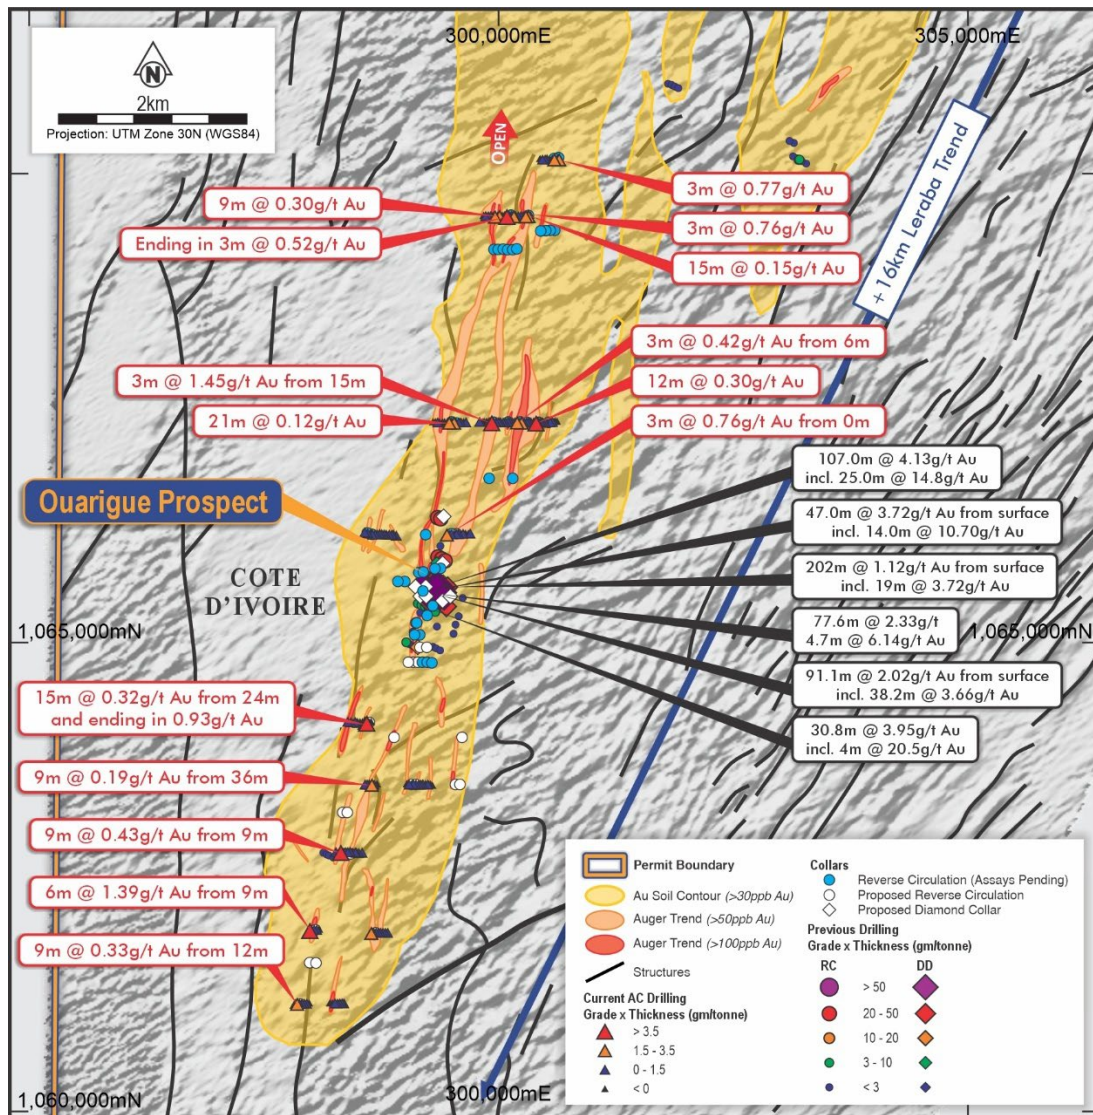 300,000mE
305,000mE
N
2km
Projection: UTM Zone 30N (WGS84)
OPEN
+ 16km Leraba Trend
9m @ 0.30g/t Au
Ending in 3m @ 0.52g/t Au
3m @ 0.77g/t Au
3m @ 0.76g/t Au
15m @ 0.15g/t Au
3m @ 0.42g/t Au from 6m
3m @ 1.45g/t Au from 15m
12m @ 0.30g/t Au
21m @ 0.12g/t Au
3m @ 0.76g/t Au from 0m
107.0m @ 4.13g/t Au
incl. 25.0m @ 14.8g/t Au
Ouarigue Prospect
47.0m @ 3.72g/t Au from surface
incl. 14.0m @ 10.70g/t Au
COTE
D'IVOIRE
202m @ 1.12g/t Au from surface
incl. 19m @ 3.72g/t Au
77.6m @ 2.33g/t
4.7m @ 6.14g/t Au
1,065,000mN
1,065,000mN
91.1m @ 2.02g/t Au from surface
incl. 38.2m @ 3.66g/t Au
30.8m @ 3.95g/t Au
incl. 4m @ 20.5g/t Au
15m @ 0.32g/t Au from 24m
and ending in 0.93g/t Au
9m @ 0.19g/t Au from 36m
9m @ 0.43g/t Au from 9m
6m @ 1.39g/t Au from 9m
9m @ 0.33g/t Au from 12m
Permit Boundary
Au Soil Contour (>30ppb Au)
Auger Trend (>50ppb Au)
Auger Trend (>100ppb Au)
Structures
Current AC Drilling
Grade x Thickness (gm/tonne)
> 3.5
1.5 - 3.5
0 - 1.5
< 0
Collars
Reverse Circulation (Assays Pending)
Proposed Reverse Circulation
Proposed Diamond Collar
Previous Drilling
Grade x Thickness (gm/tonne)
RC DD
> 50
20 - 50
10 - 20
3 - 10
< 3
1,060,000mN
300,000mE